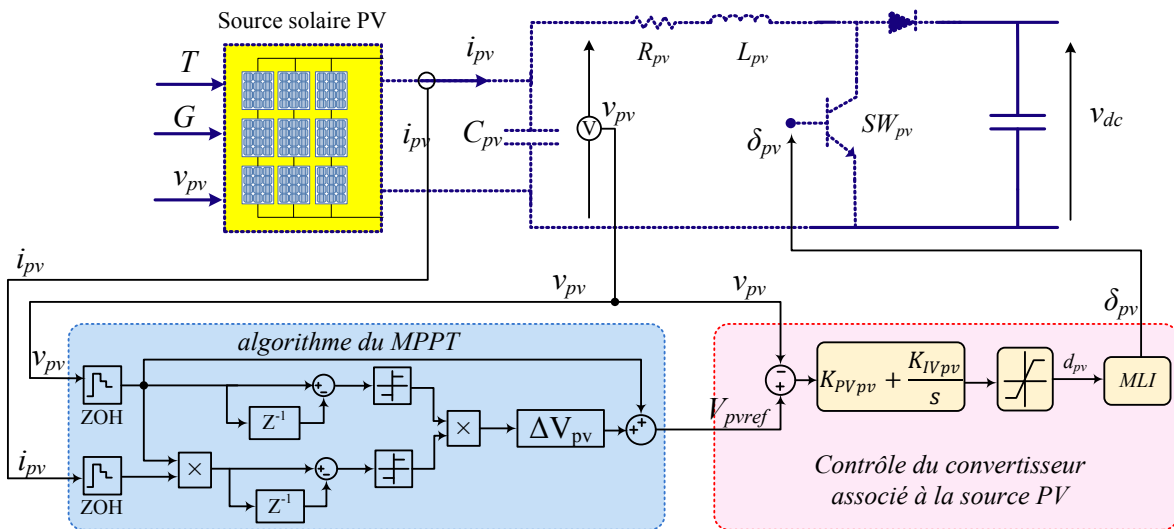 Source solaire PV
T
G
v_pv
i_pv
i_pv
C_pv
V
v_pv
R_pv
L_pv
δ_pv
SW_pv
v_dc
i_pv
v_pv
v_pv
δ_pv
algorithme du MPPT
v_pv
ZOH
+
−
Z⁻¹
×
ΔV_pv
+
+
V_pvref
i_pv
ZOH
×
+
−
Z⁻¹
−
+
K_PVpv + K_IVpv/s
d_pv
MLI
Contrôle du convertisseur
associé à la source PV